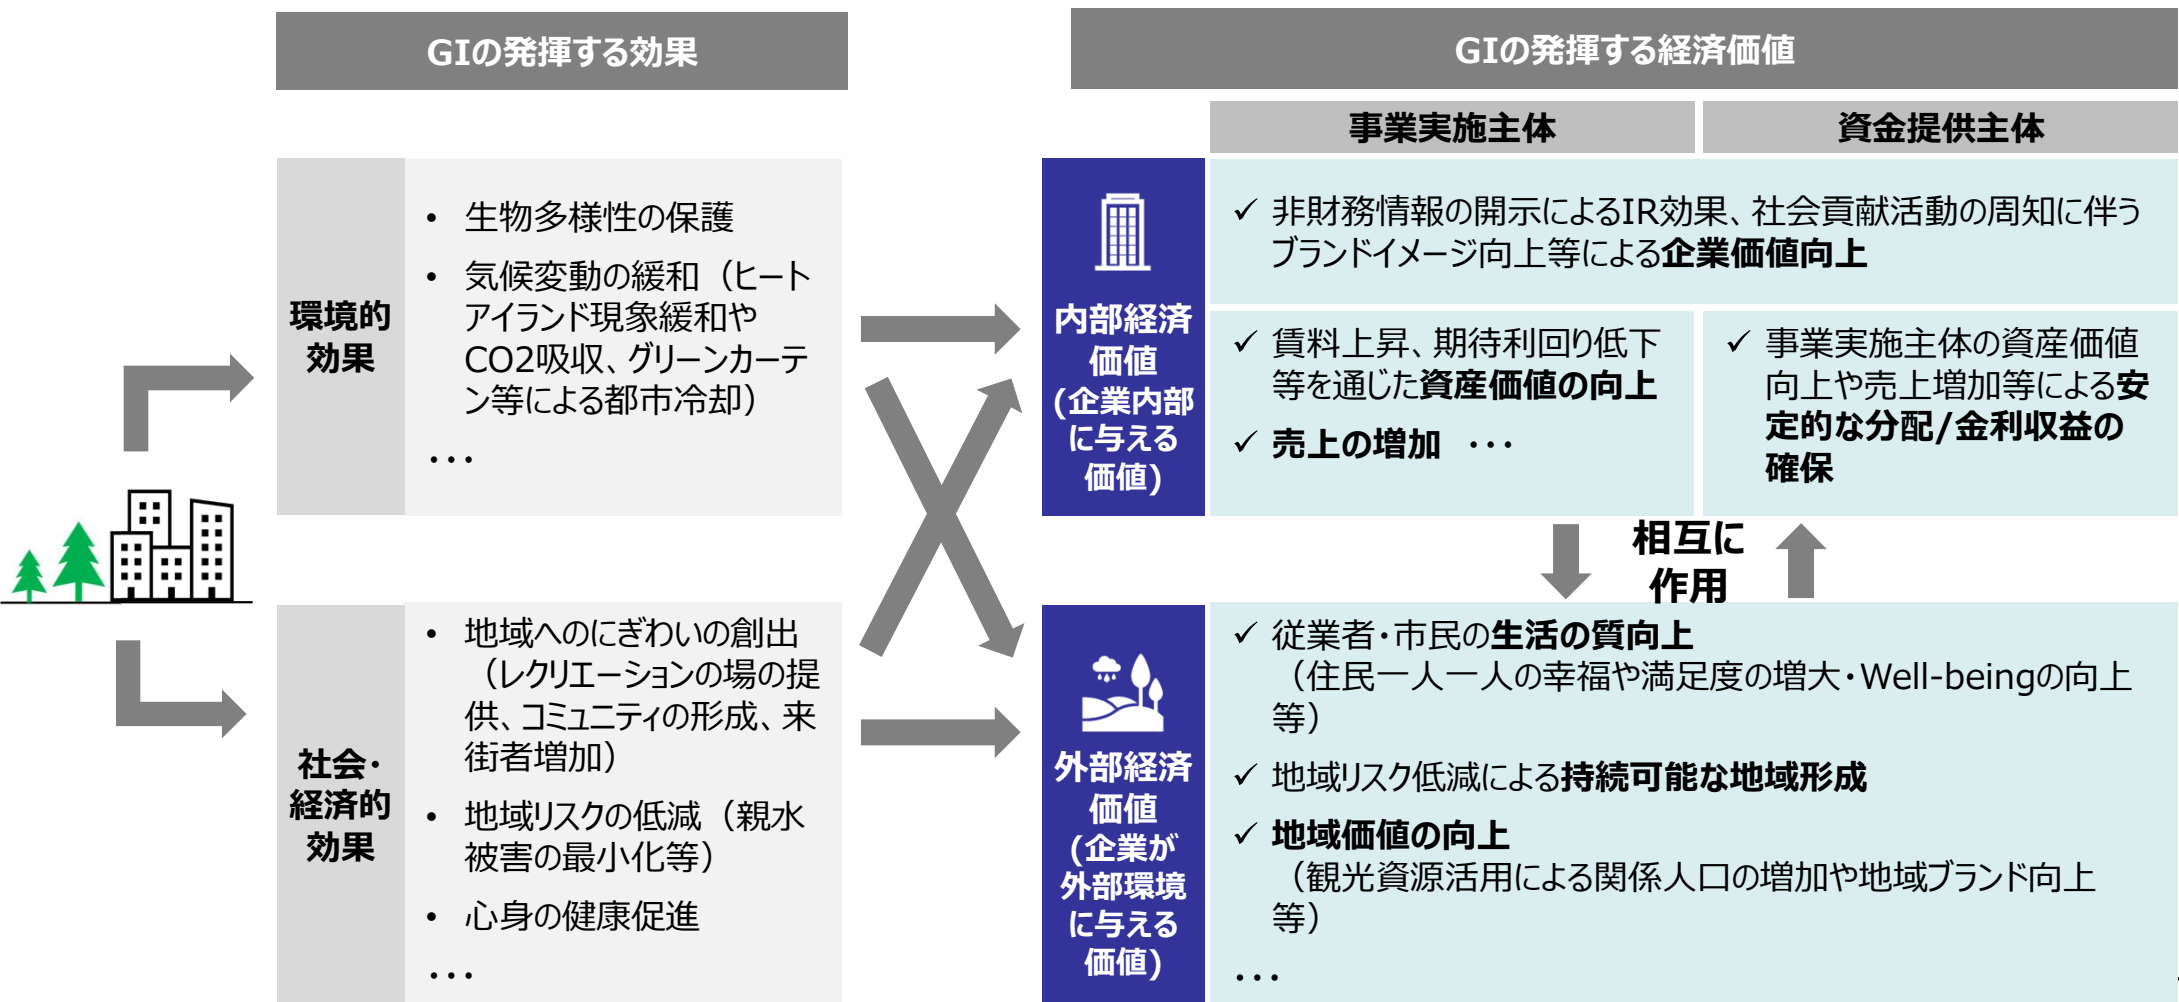 GIの発揮する効果
GIの発揮する経済価値
事業実施主体
資金提供主体
環境的
効果
• 生物多様性の保護
• 気候変動の緩和（ヒート
アイランド現象緩和や
CO2吸収、グリーンカーテ
ン等による都市冷却）
・・・
社会・
経済的
効果
• 地域へのにぎわいの創出
（レクリエーションの場の提
供、コミュニティの形成、来
街者増加）
• 地域リスクの低減（親水
被害の最小化等）
• 心身の健康促進
・・・
内部経済
価値
(企業内部
に与える
価値)
✓ 非財務情報の開示によるIR効果、社会貢献活動の周知に伴う
ブランドイメージ向上等による企業価値向上
✓ 賃料上昇、期待利回り低下
等を通じた資産価値の向上
✓ 売上の増加 ・・・
✓ 事業実施主体の資産価値
向上や売上増加等による安
定的な分配/金利収益の
確保
相互に
作用
外部経済
価値
(企業が
外部環境
に与える
価値)
✓ 従業者・市民の生活の質向上
（住民一人一人の幸福や満足度の増大・Well-beingの向上
等）
✓ 地域リスク低減による持続可能な地域形成
✓ 地域価値の向上
（観光資源活用による関係人口の増加や地域ブランド向上
等）
・・・